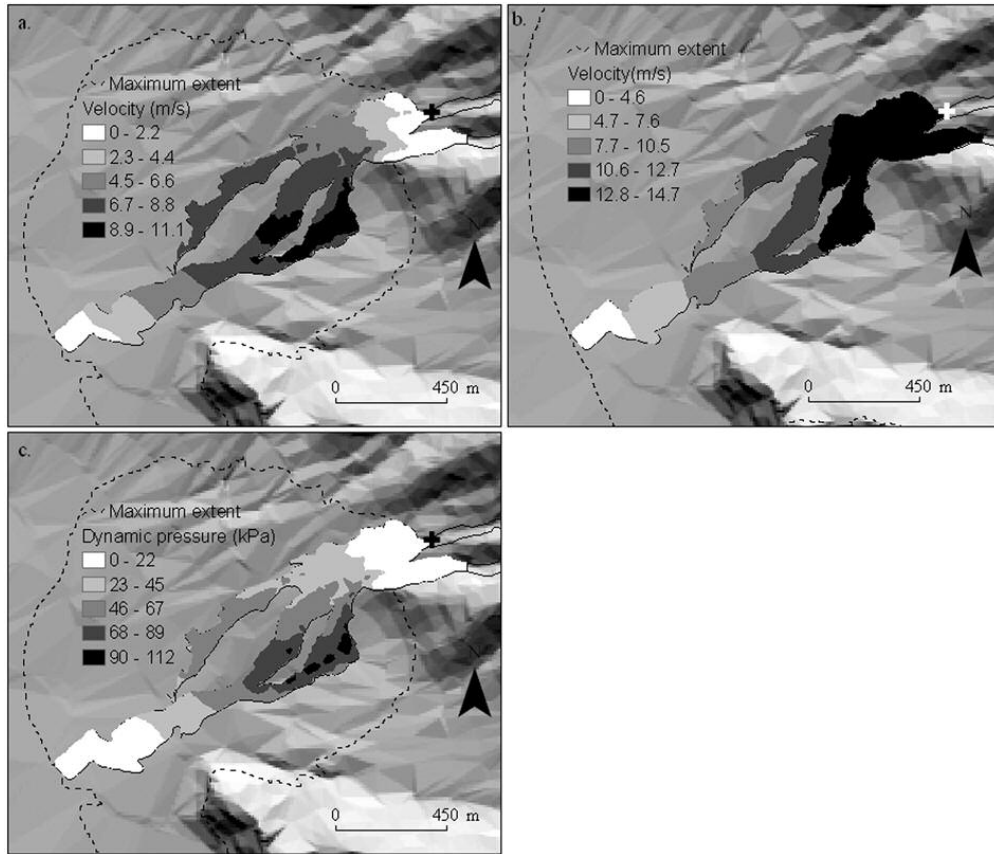 a.
Maximum extent
Velocity (m/s)
0 - 2.2
2.3 - 4.4
4.5 - 6.6
6.7 - 8.8
8.9 - 11.1
N
0 450 m
b.
Maximum extent
Velocity(m/s)
0 - 4.6
4.7 - 7.6
7.7 - 10.5
10.6 - 12.7
12.8 - 14.7
N
0 450 m
c.
Maximum extent
Dynamic pressure (kPa)
0 - 22
23 - 45
46 - 67
68 - 89
90 - 112
N
0 450 m